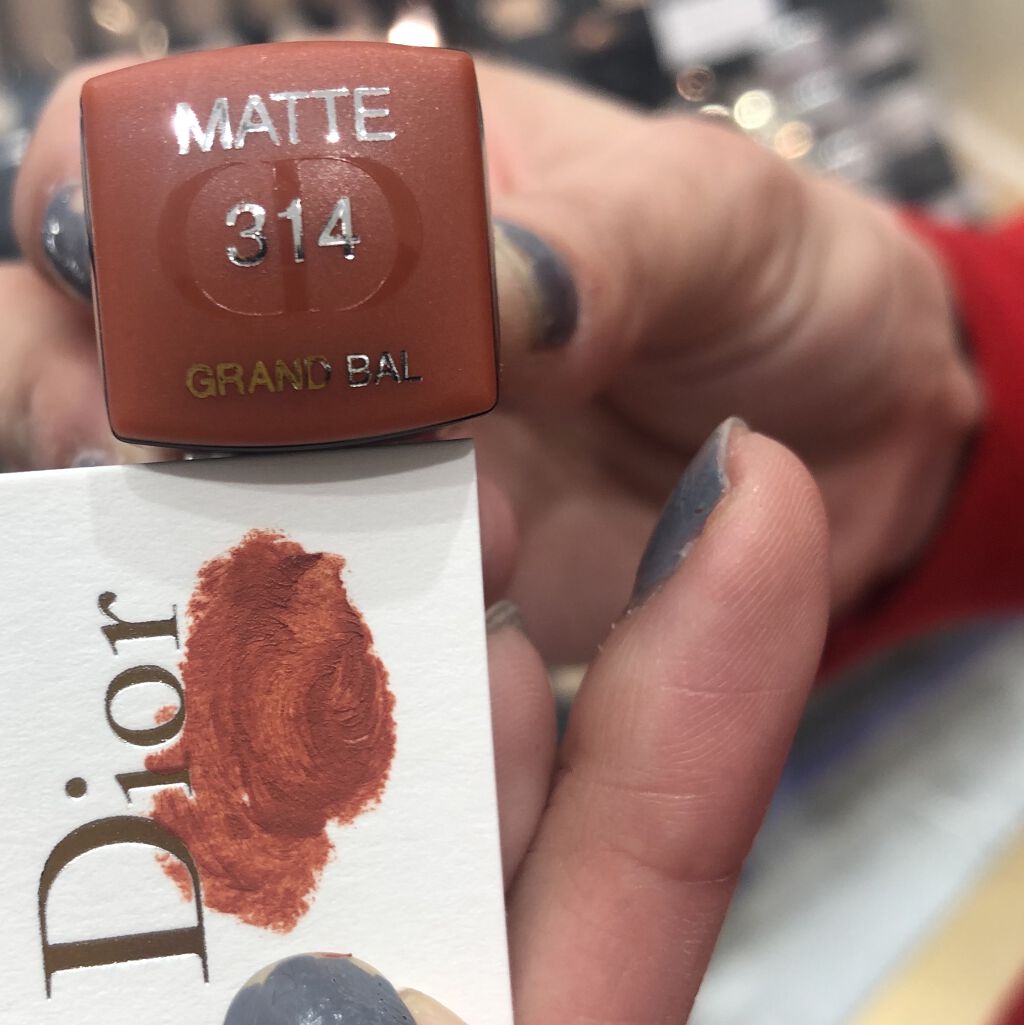 MATTE
314
GRAND BAL
Dior